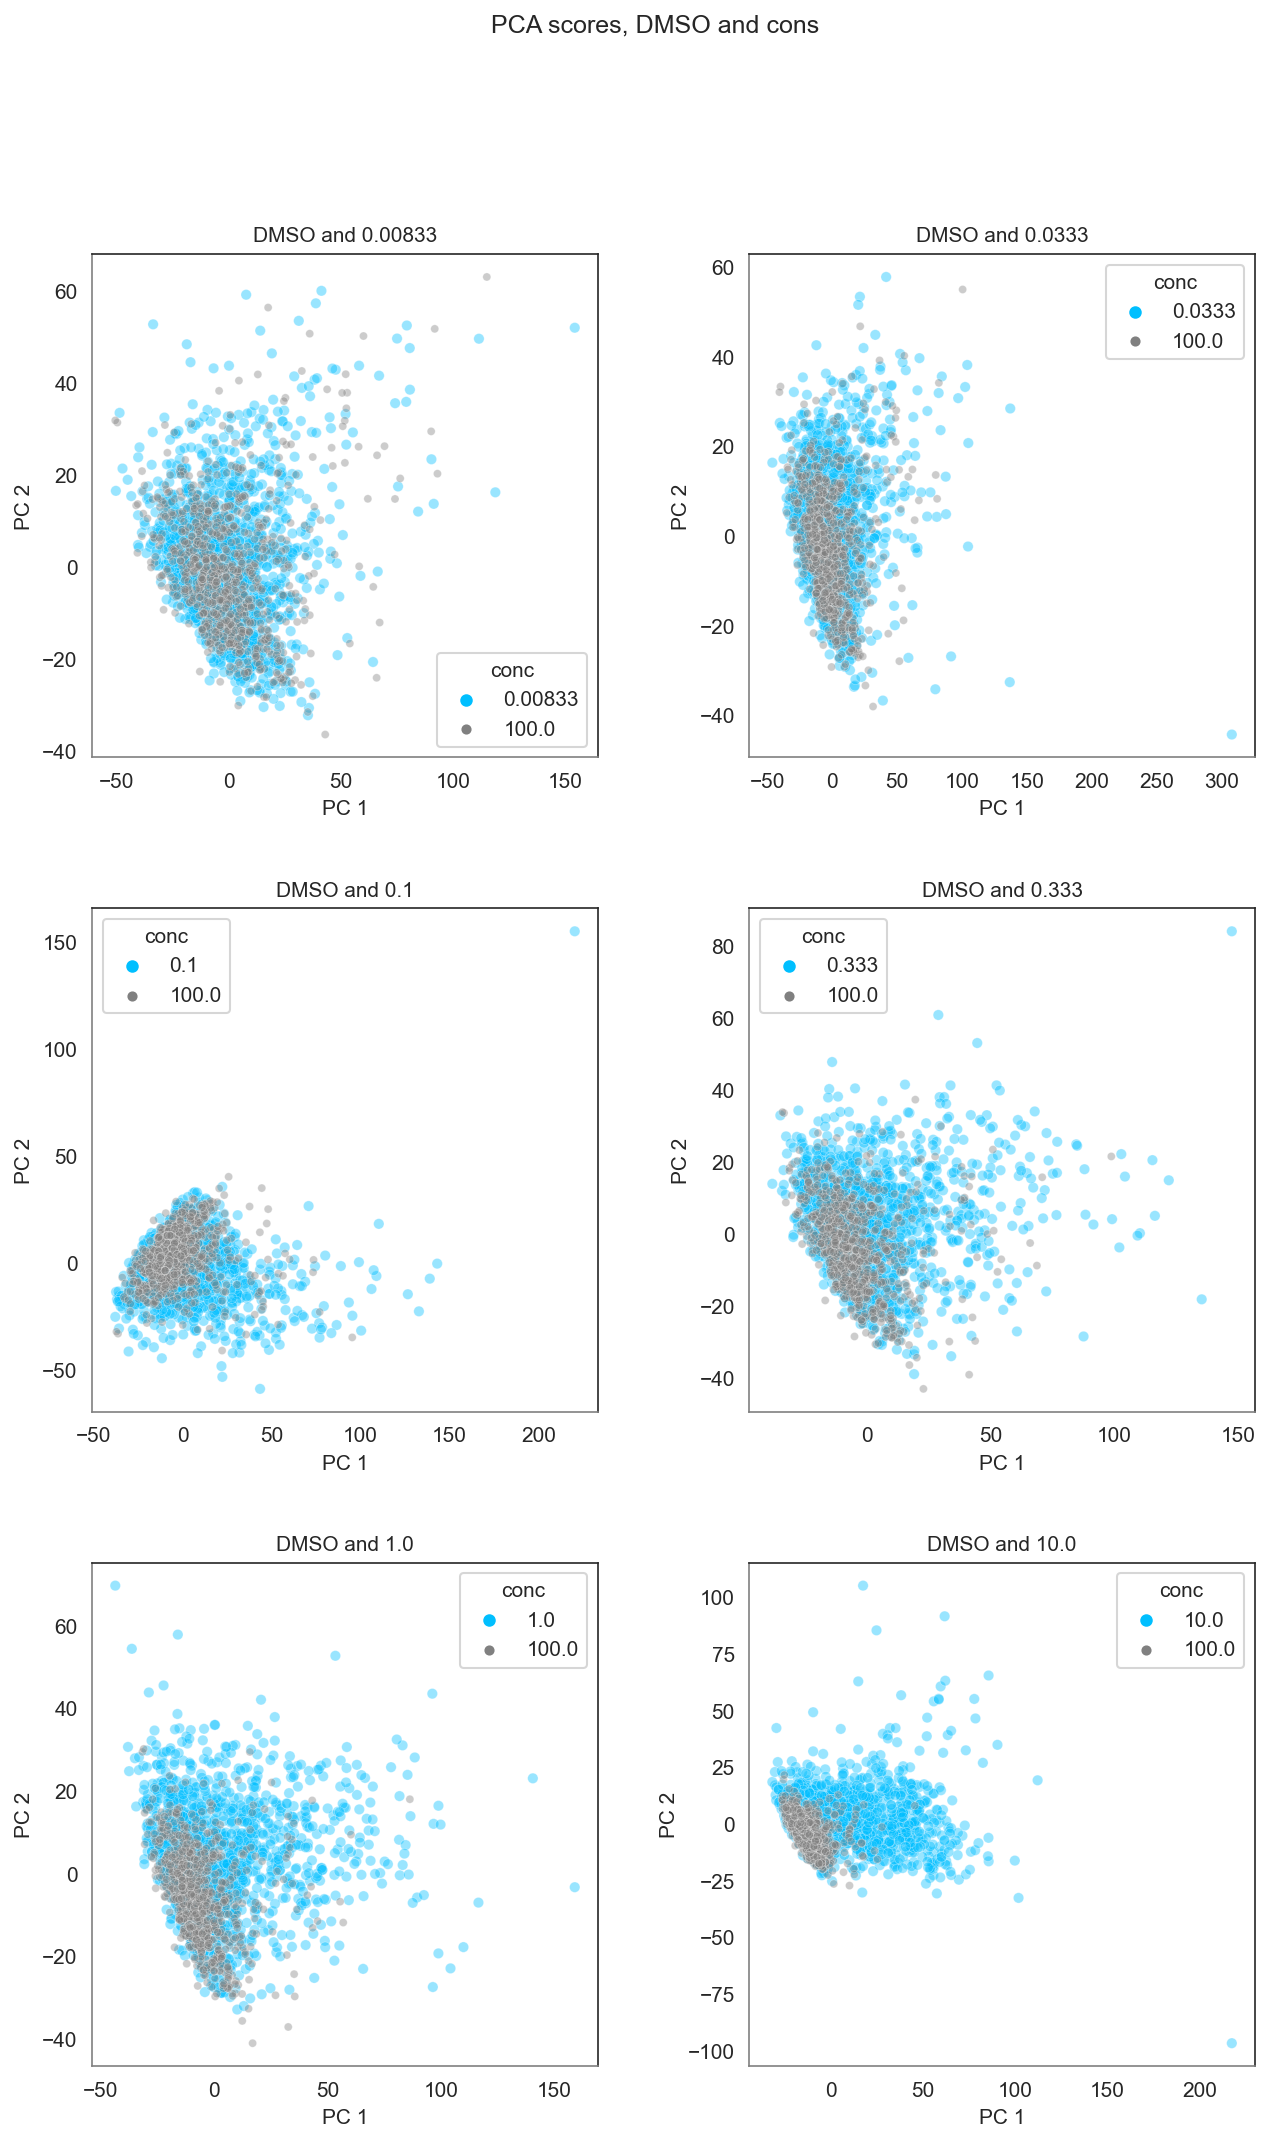 PCA scores, DMSO and cons
DMSO and 0.00833
60
40
20
0
−20
−40
PC 2
−50 0 50 100 150
PC 1
conc
0.00833
100.0
DMSO and 0.0333
60
40
20
0
−20
−40
PC 2
−50 0 50 100 150 200 250 300
PC 1
conc
0.0333
100.0
DMSO and 0.1
150
100
50
0
−50
PC 2
−50 0 50 100 150 200
PC 1
conc
0.1
100.0
DMSO and 0.333
80
60
40
20
0
−20
−40
PC 2
0 50 100 150
PC 1
conc
0.333
100.0
DMSO and 1.0
60
40
20
0
−20
−40
PC 2
−50 0 50 100 150
PC 1
conc
1.0
100.0
DMSO and 10.0
100
75
50
25
0
−25
−50
−75
−100
PC 2
0 50 100 150 200
PC 1
conc
10.0
100.0